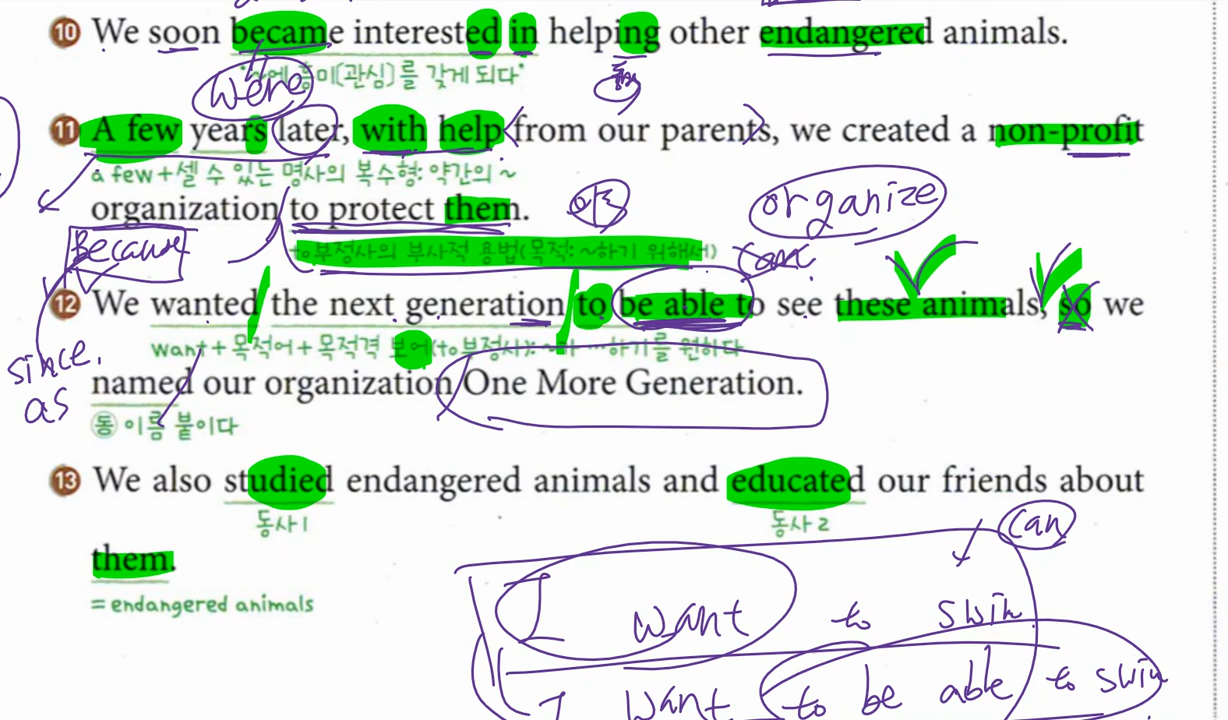 ⑩ We soon became interested in helping other endangered animals.
미[관심]를 갖게 되다"
were
⑪ A few years later, with help from our parents, we created a non-profit
a few + 셀 수 있는 명사의 복수형: 약간의 ~
organization to protect them.
organize
to부정사의 부사적 용법(목적: ~하기 위해서)
Because
⑫ We wanted the next generation to be able to see these animals, so we
want + 목적어 + 목적격 보어(to부정사): 하기를 원하다
since.
as
named our organization One More Generation.
동 이름 붙이다
⑬ We also studied endangered animals and educated our friends about
동사1 동사2
can
them.
= endangered animals
I want to swim
I want to be able to swim